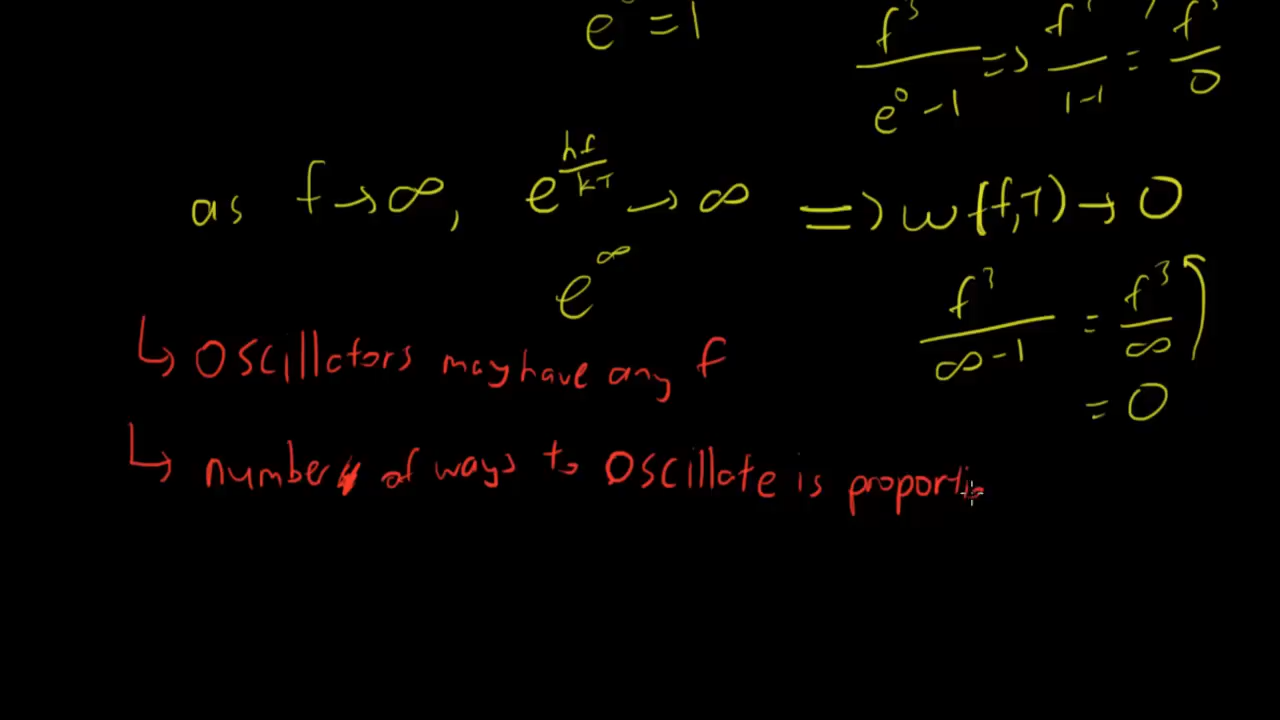 e⁰ = 1
f³/(e⁰ - 1) => f³/(1-1) = f³/0
as f → ∞, e^(hf/kT) → ∞ => w(f,T) → 0
e^∞
f³/(∞ - 1) = f³/∞
= 0
↳ Oscillators may have any f
↳ number of ways to Oscillate is proportio